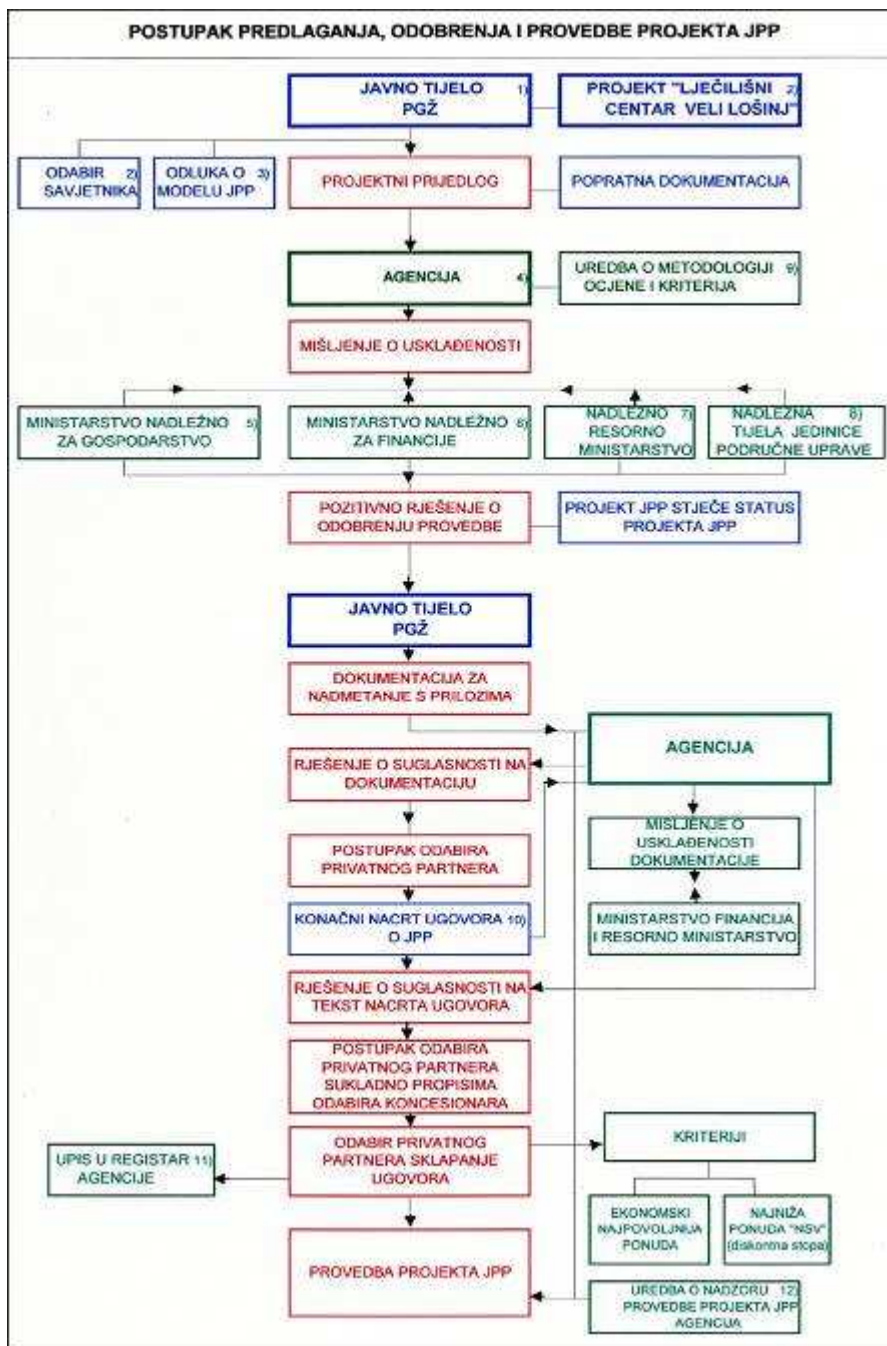 POSTUPAK PREDLAGANJA, ODOBRENJA I PROVEDBE PROJEKTA JPP
JAVNO TIJELO 1)
PGŽ
PROJEKT "LJEČILIŠNI 2)
CENTAR VELI LOŠINJ"
ODABIR 2)
SAVJETNIKA
ODLUKA O 3)
MODELU JPP
PROJEKTNI PRIJEDLOG
POPRATNA DOKUMENTACIJA
AGENCIJA 4)
UREDBA O METODOLOGIJI 9)
OCJENE I KRITERIJA
MIŠLJENJE O USKLAĐENOSTI
MINISTARSTVO NADLEŽNO 5)
ZA GOSPODARSTVO
MINISTARSTVO NADLEŽNO 6)
ZA FINANCIJE
NADLEŽNO 7)
RESORNO
MINISTARSTVO
NADLEŽNA 8)
TIJELA JEDINICE
PODRUČNE UPRAVE
POZITIVNO RJEŠENJE O
ODOBRENJU PROVEDBE
PROJEKT JPP STJEČE STATUS
PROJEKTA JPP
JAVNO TIJELO
PGŽ
DOKUMENTACIJA ZA
NADMETANJE S PRILOZIMA
AGENCIJA
RJEŠENJE O SUGLASNOSTI NA
DOKUMENTACIJU
MISLJENJE O
USKLAĐENOSTI
DOKUMENTACIJE
POSTUPAK ODABIRA
PRIVATNOG PARTNERA
KONAČNI NACRT UGOVORA 10)
O JPP
MINISTARSTVO FINANCIJA
I RESORNO MINISTARSTVO
RJEŠENJE O SUGLASNOSTI NA
TEKST NACRTA UGOVORA
POSTUPAK ODABIRA
PRIVATNOG PARTNERA
SUKLADNO PROPISIMA
ODABIRA KONCESIONARA
KRITERIJI
UPIS U REGISTAR 11)
AGENCIJE
ODABIR PRIVATNOG
PARTNERA SKLAPANJE
UGOVORA
EKONOMSKI
NAJPOVOLJNIJA
PONUDA
NAJNIŽA
PONUDA "NSV"
(diskontna stopa)
PROVEDBA PROJEKTA JPP
UREDBA O NADZORU 12)
PROVEDBE PROJEKTA JPP
AGENCIJA